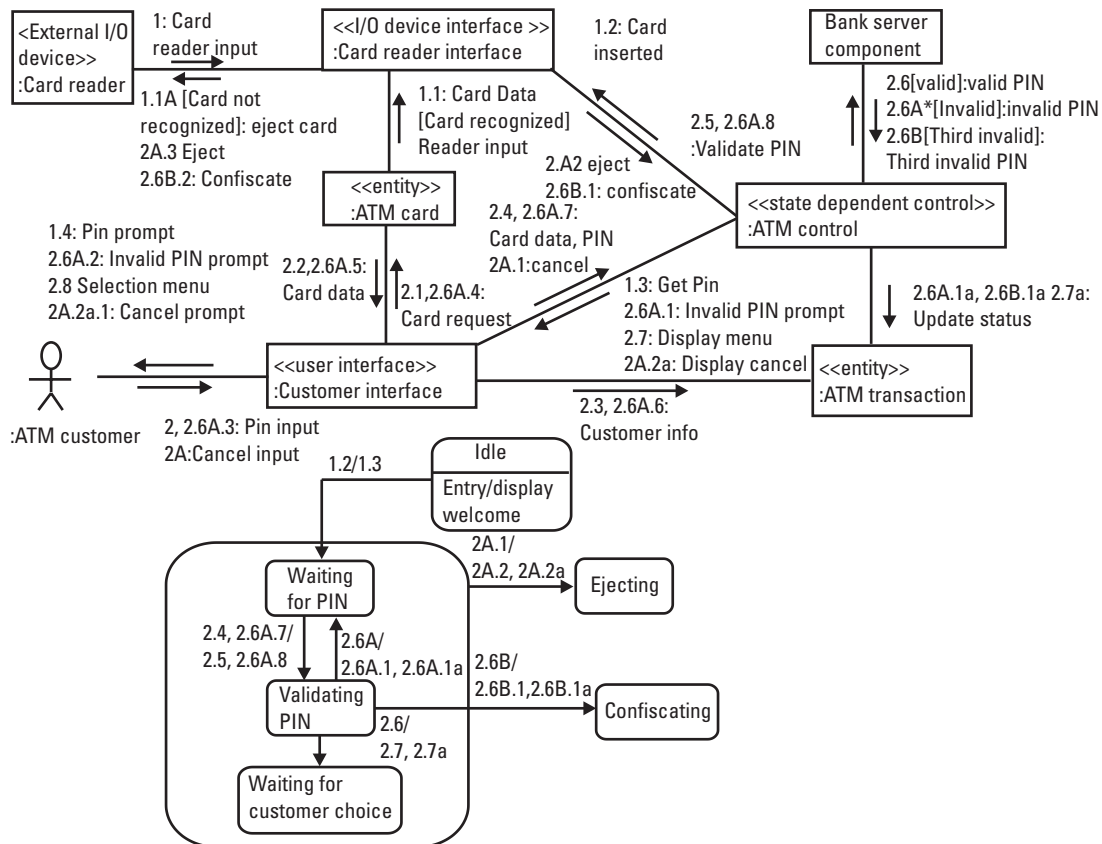 <External I/O
device>>
:Card reader
1: Card
reader input
<<I/O device interface >>
:Card reader interface
1.2: Card
inserted
Bank server
component
1.1A [Card not
recognized]: eject card
2A.3 Eject
2.6B.2: Confiscate
1.1: Card Data
[Card recognized]
Reader input
2.5, 2.6A.8
:Validate PIN
2.6[valid]:valid PIN
2.6A*[Invalid]:invalid PIN
2.6B[Third invalid]:
Third invalid PIN
2.A2 eject
2.6B.1: confiscate
<<entity>>
:ATM card
<<state dependent control>>
:ATM control
1.4: Pin prompt
2.6A.2: Invalid PIN prompt
2.8 Selection menu
2A.2a.1: Cancel prompt
2.2,2.6A.5:
Card data
2.1,2.6A.4:
Card request
2.4, 2.6A.7:
Card data, PIN
2A.1:cancel
1.3: Get Pin
2.6A.1: Invalid PIN prompt
2.7: Display menu
2A.2a: Display cancel
2.6A.1a, 2.6B.1a 2.7a:
Update status
<<user interface>>
:Customer interface
<<entity>>
:ATM transaction
:ATM customer
2, 2.6A.3: Pin input
2A:Cancel input
2.3, 2.6A.6:
Customer info
Idle
Entry/display
welcome
1.2/1.3
Waiting
for PIN
2A.1/
2A.2, 2A.2a
Ejecting
2.4, 2.6A.7/
2.5, 2.6A.8
2.6A/
2.6A.1, 2.6A.1a
2.6B/
2.6B.1,2.6B.1a
Validating
PIN
Confiscating
2.6/
2.7, 2.7a
Waiting for
customer choice